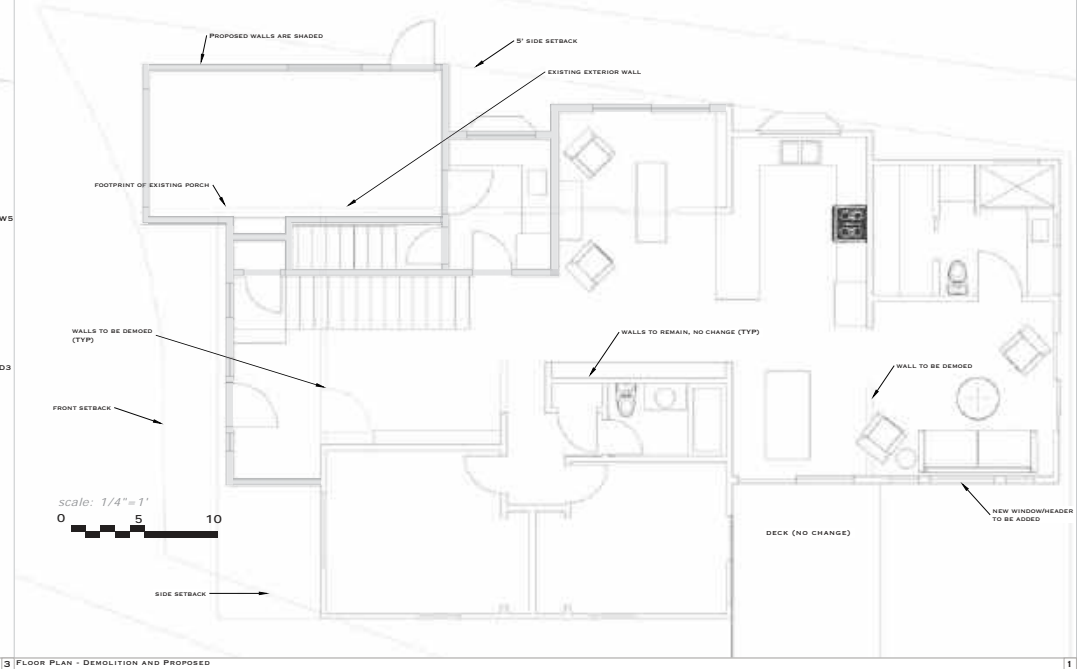 Proposed walls are shaded
5' side setback
existing exterior wall
footprint of existing porch
W5
walls to be demoed
(typ)
walls to remain, no change (typ)
D3
wall to be demoed
front setback
scale: 1/4"=1'
0 5 10
new window/header
to be added
deck (no change)
side setback
3 Floor Plan - Demolition and Proposed
1